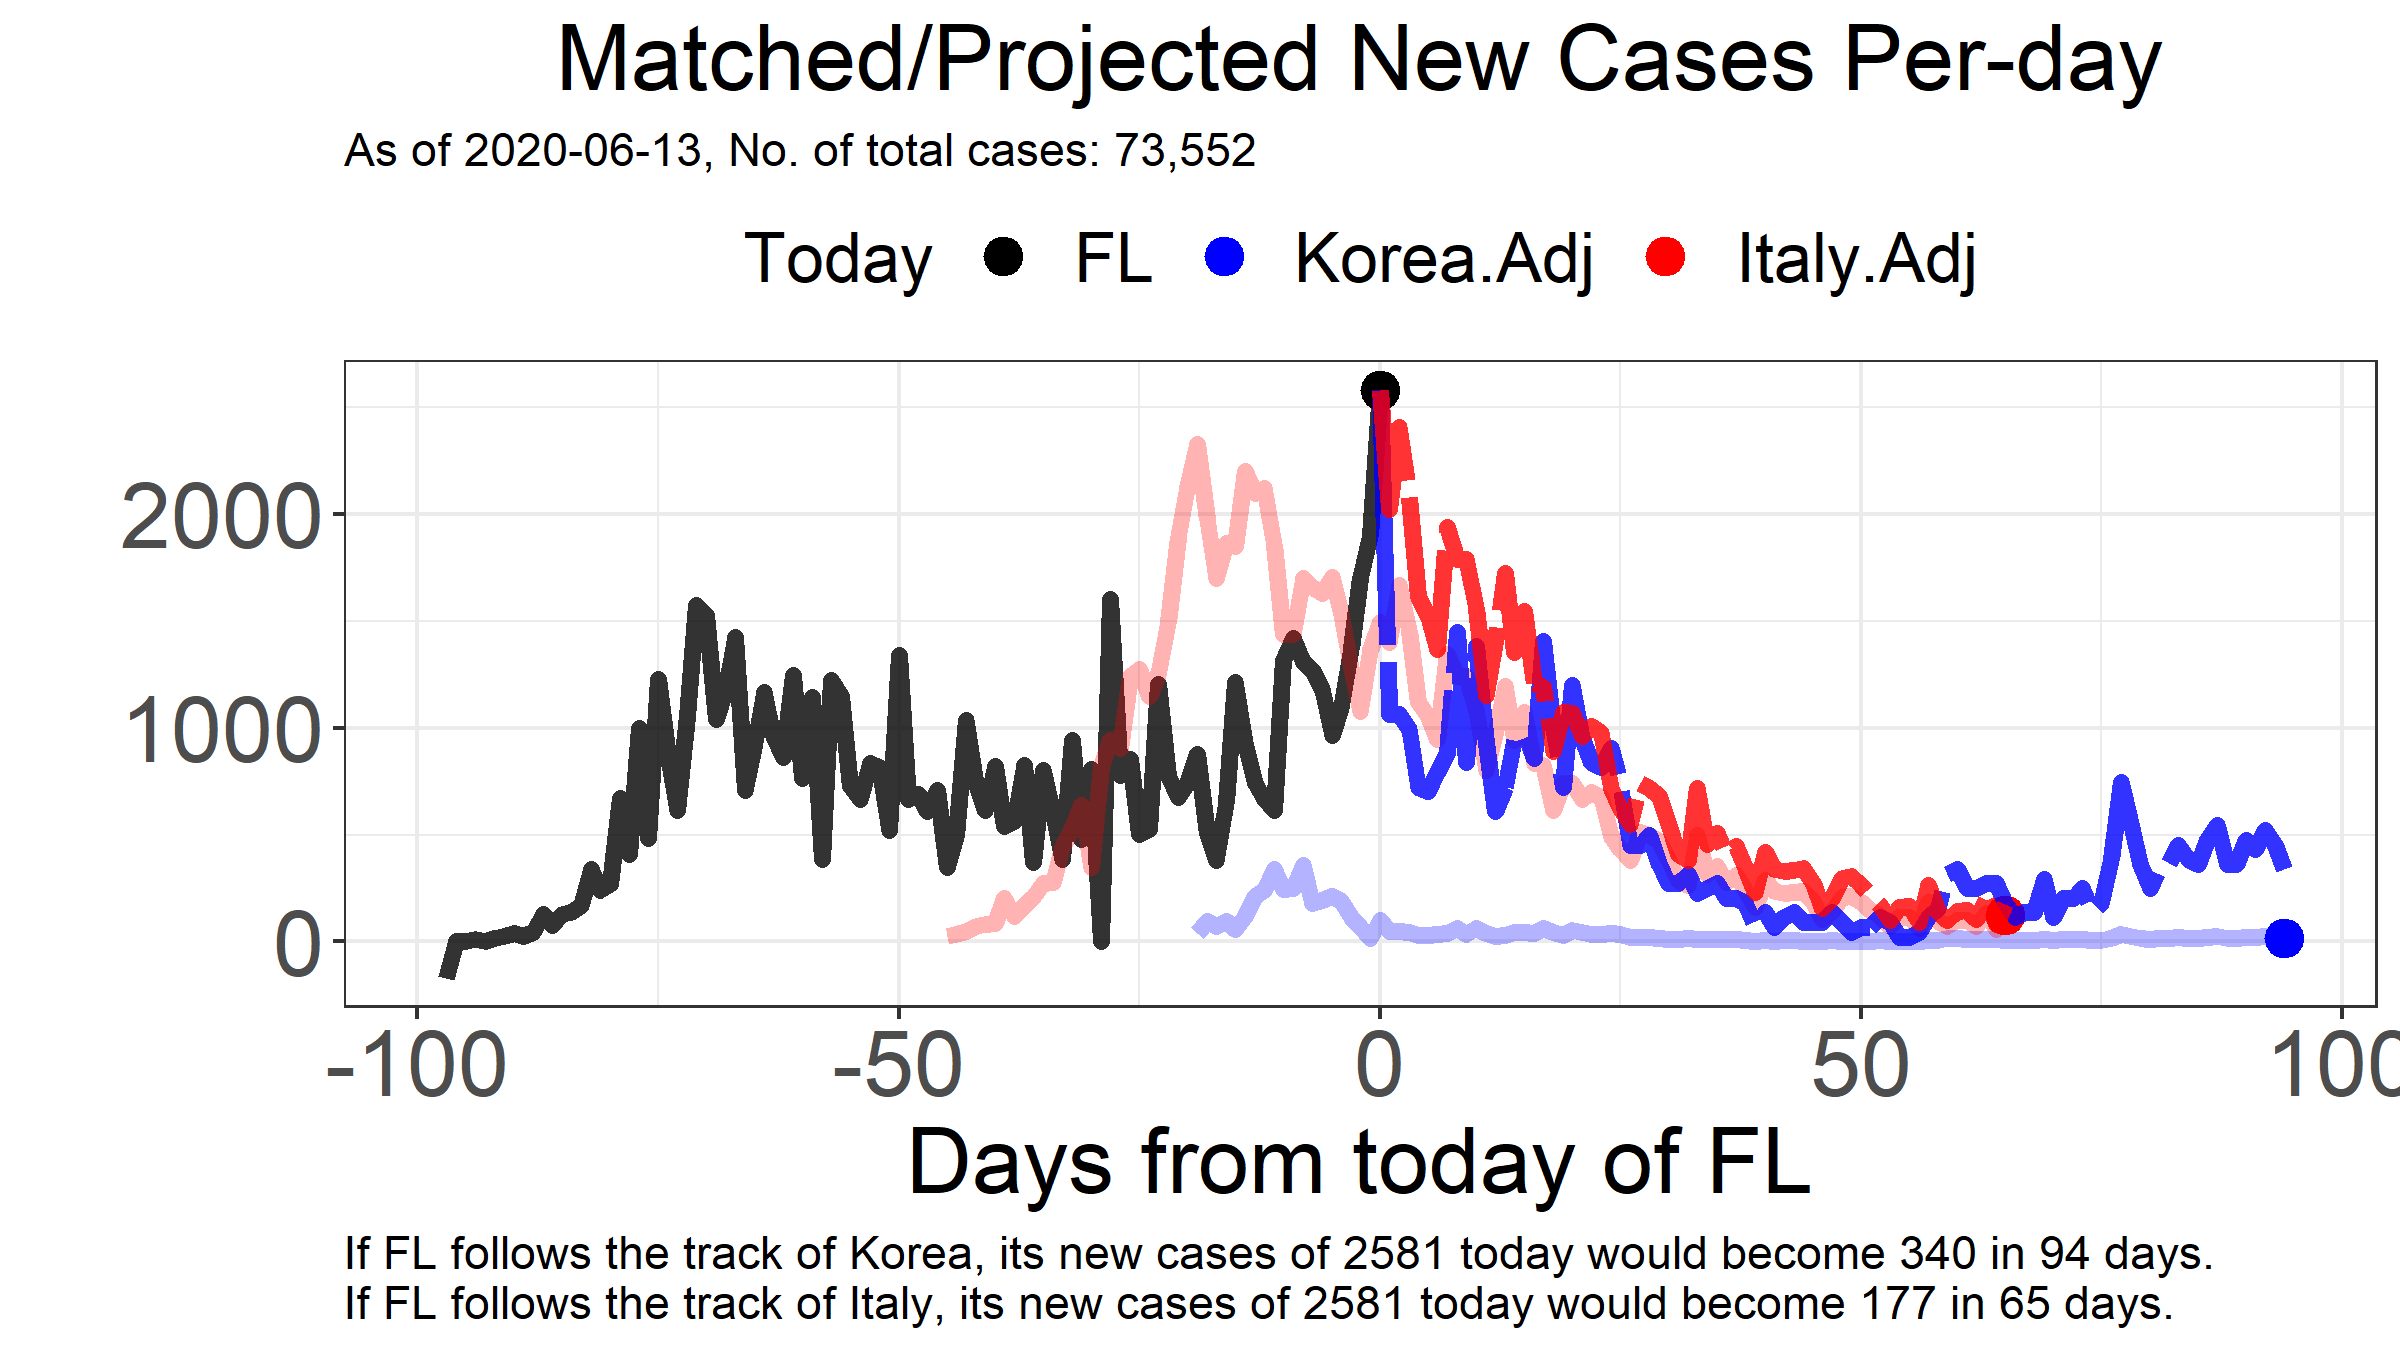 Matched/Projected New Cases Per-day
As of 2020-06-13, No. of total cases: 73,552
Today FL Korea.Adj Italy.Adj
2000
1000
0
-100 -50 0 50 100
Days from today of FL
If FL follows the track of Korea, its new cases of 2581 today would become 340 in 94 days.
If FL follows the track of Italy, its new cases of 2581 today would become 177 in 65 days.